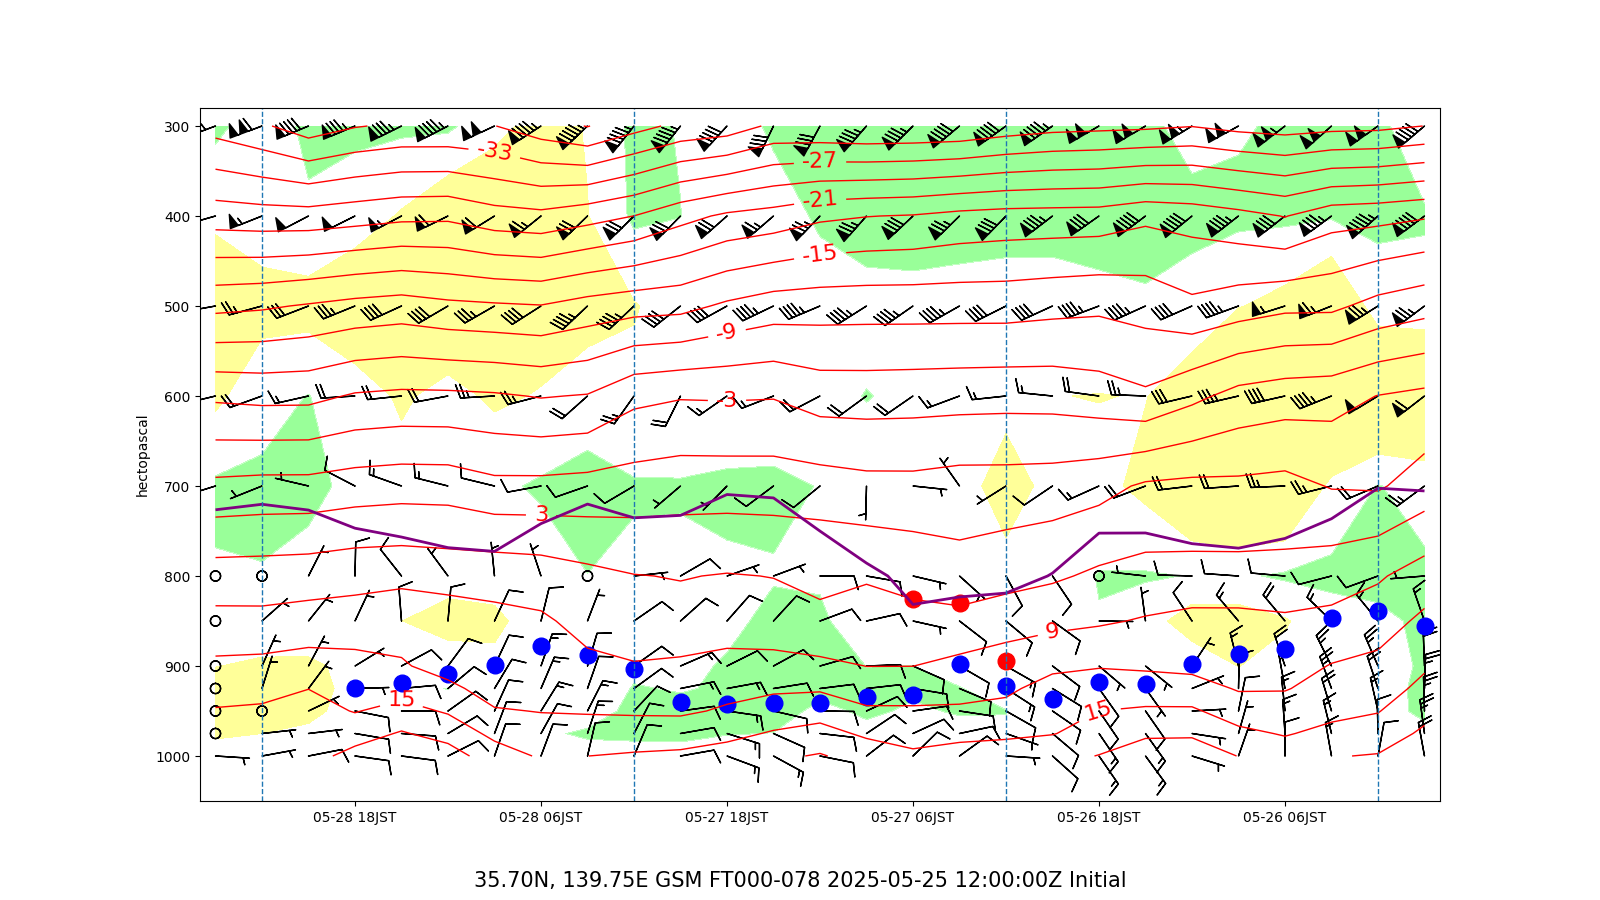 300
400
500
600
700
800
900
1000
hectopascal
-33
-27
-21
-15
-9
-3
3
9
15
15
05-28 18JST
05-28 06JST
05-27 18JST
05-27 06JST
05-26 18JST
05-26 06JST
35.70N, 139.75E GSM FT000-078 2025-05-25 12:00:00Z Initial